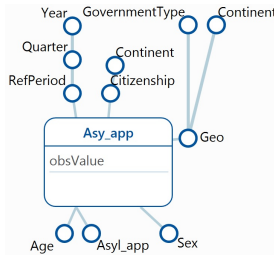 Year
GovernmentType
Continent
Quarter
Continent
RefPeriod
Citizenship
Asy_app
Geo
obsValue
Age
Asyl_app
Sex